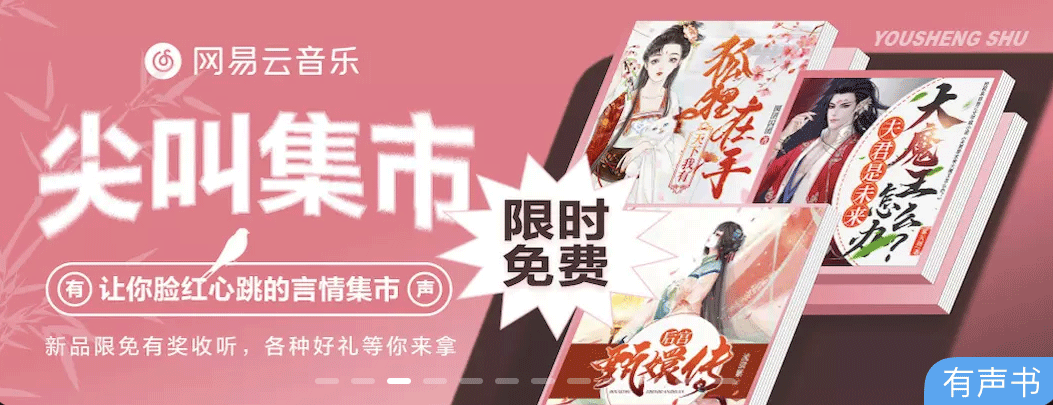 网易云音乐
YOUSHENG SHU
尖叫集市
有 让你脸红心跳的言情集市 声
新品限免有奖收听，各种好礼等你来拿
限时
免费
狐狸在手
天下我有
大魔王怎么办？
夫君是未来
后宫
甄嬛传
有声书